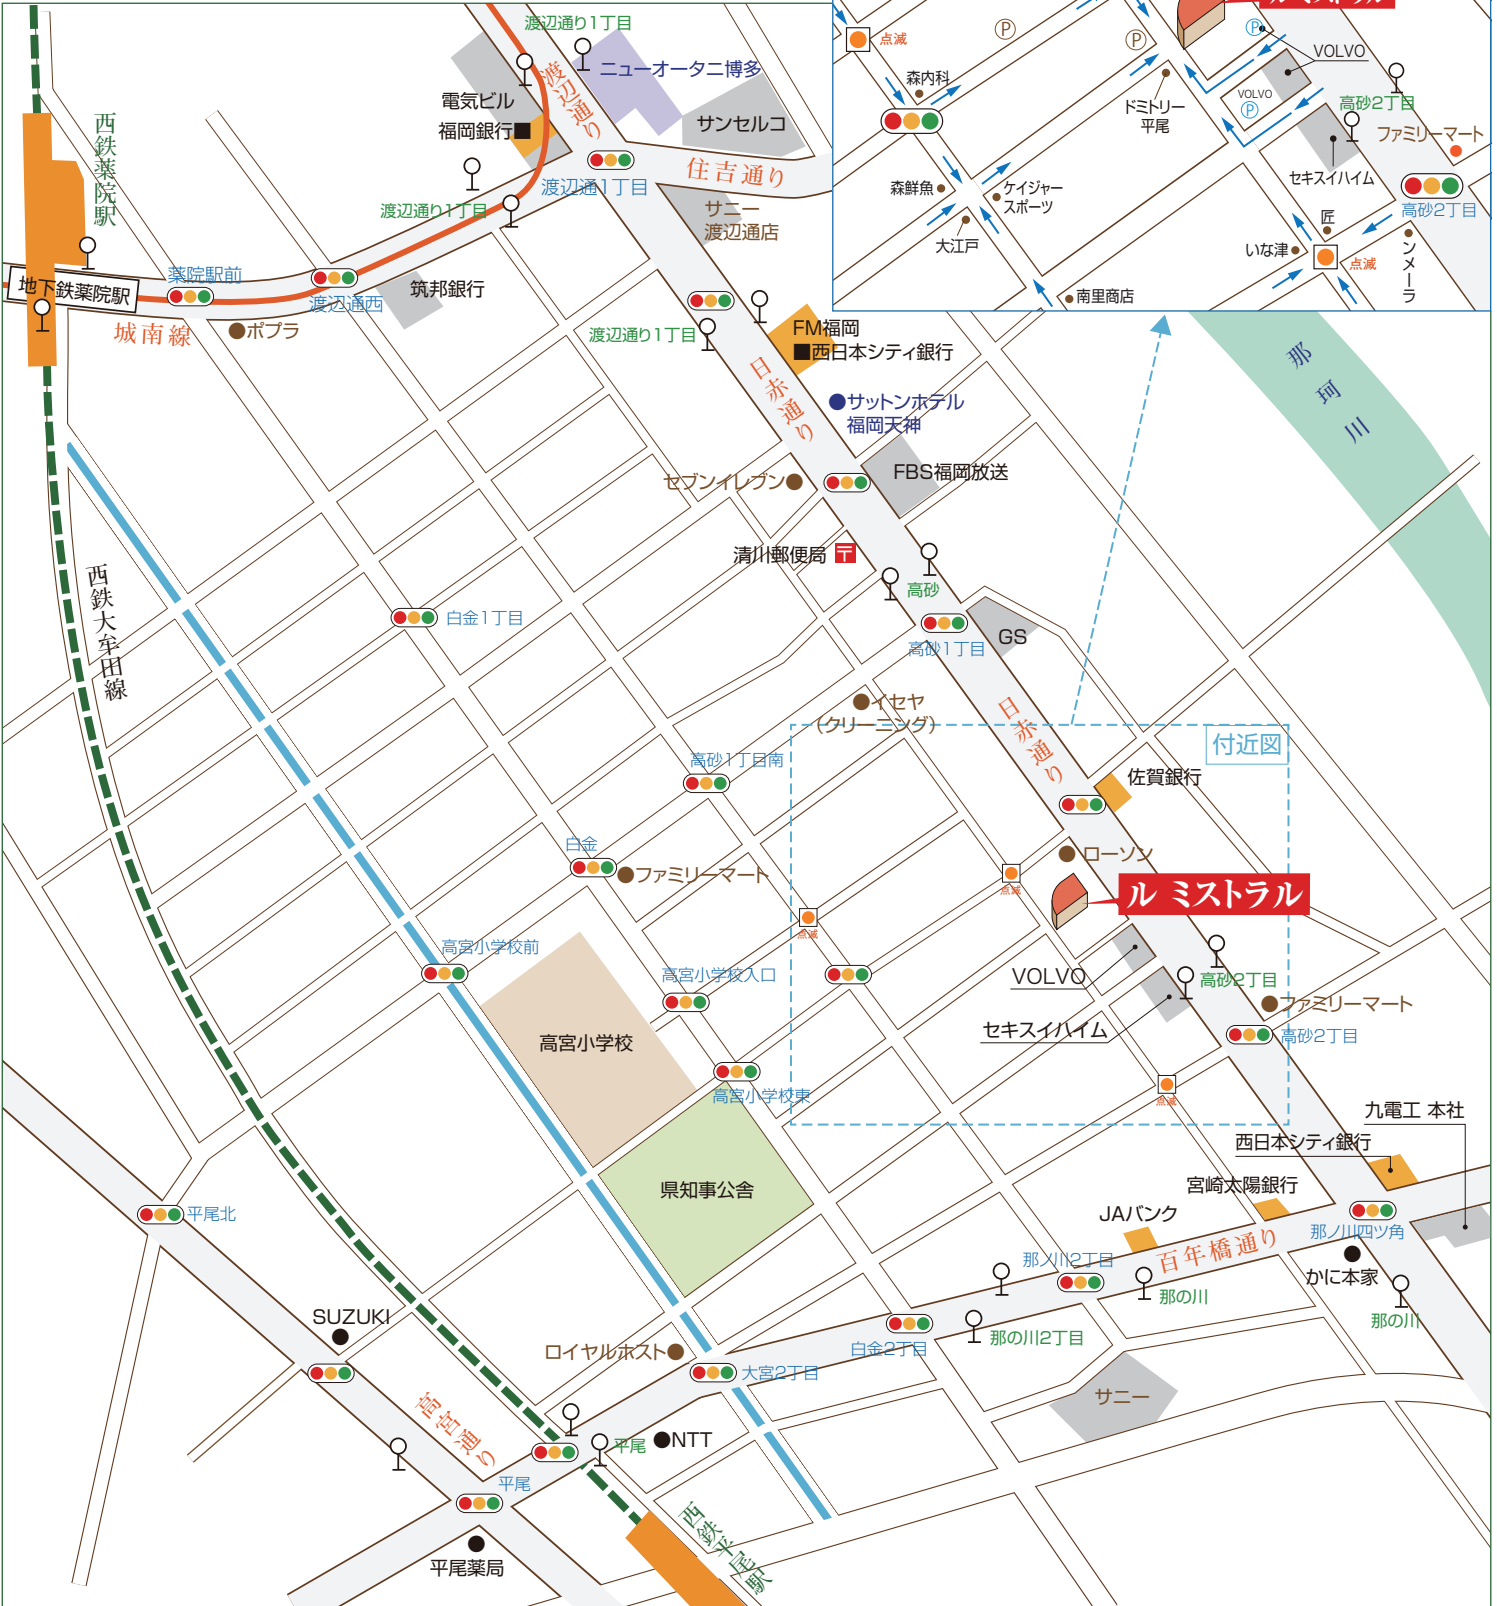 渡辺通り1丁目
渡辺通り
ニューオータニ博多
電気ビル
福岡銀行
サンセルコ
渡辺通1丁目
住吉通り
渡辺通り1丁目
サニー
渡辺通店
西鉄薬院駅
地下鉄薬院駅
薬院駅前
渡辺通西
筑邦銀行
城南線
ポプラ
渡辺通り1丁目
FM福岡
西日本シティ銀行
日赤通り
サットンホテル
福岡天神
セブンイレブン
FBS福岡放送
清川郵便局
〒
高砂
高砂1丁目
GS
西鉄大牟田線
白金1丁目
イセヤ
(クリーニング)
日赤通り
付近図
高砂1丁目南
佐賀銀行
白金
ファミリーマート
ローソン
点滅
点滅
ル ミストラル
高宮小学校前
高宮小学校入口
VOLVO
高砂2丁目
セキスイハイム
ファミリーマート
高砂2丁目
高宮小学校
高宮小学校東
点滅
九電工 本社
西日本シティ銀行
宮崎太陽銀行
県知事公舎
JAバンク
平尾北
那ノ川四ツ角
百年橋通り
那ノ川2丁目
かに本家
那の川
那の川
SUZUKI
那の川2丁目
白金2丁目
ロイヤルホスト
大宮2丁目
サニー
高宮通り
平尾
NTT
平尾
西鉄平尾駅
平尾薬局
那珂川
点滅
P
P
P
VOLVO
森内科
ドミトリー
平尾
VOLVO
P
高砂2丁目
ファミリーマート
セキスイハイム
高砂2丁目
森鮮魚
ケイジャー
スポーツ
大江戸
匠
いな津
点滅
ンメーラ
南里商店